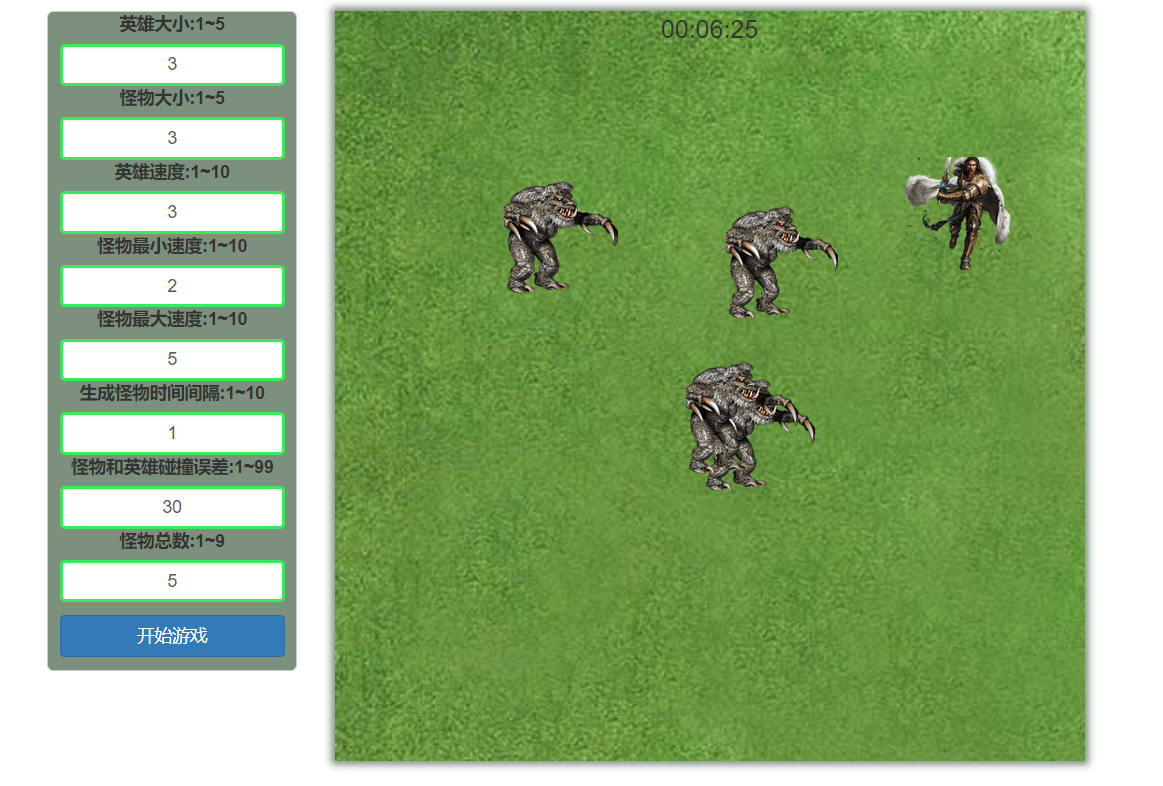 英雄大小:1~5
3
怪物大小:1~5
3
英雄速度:1~10
3
怪物最小速度:1~10
2
怪物最大速度:1~10
5
生成怪物时间间隔:1~10
1
怪物和英雄碰撞误差:1~99
30
怪物总数:1~9
5
开始游戏
00:06:25